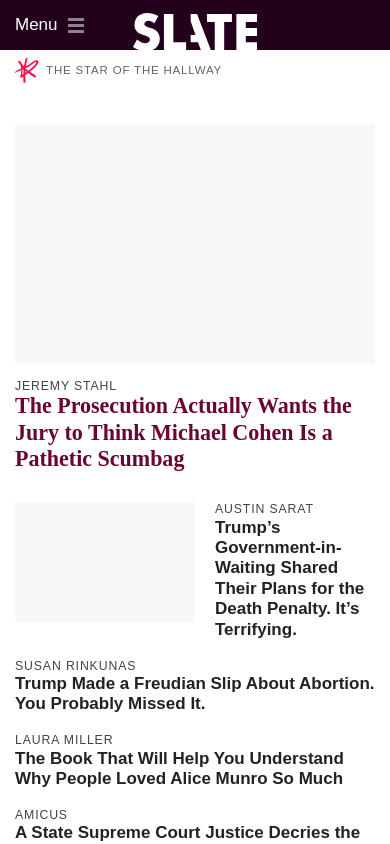 Menu
SLATE
THE STAR OF THE HALLWAY
JEREMY STAHL
The Prosecution Actually Wants the
Jury to Think Michael Cohen Is a
Pathetic Scumbag
AUSTIN SARAT
Trump’s
Government-in-
Waiting Shared
Their Plans for the
Death Penalty. It’s
Terrifying.
SUSAN RINKUNAS
Trump Made a Freudian Slip About Abortion.
You Probably Missed It.
LAURA MILLER
The Book That Will Help You Understand
Why People Loved Alice Munro So Much
AMICUS
A State Supreme Court Justice Decries the